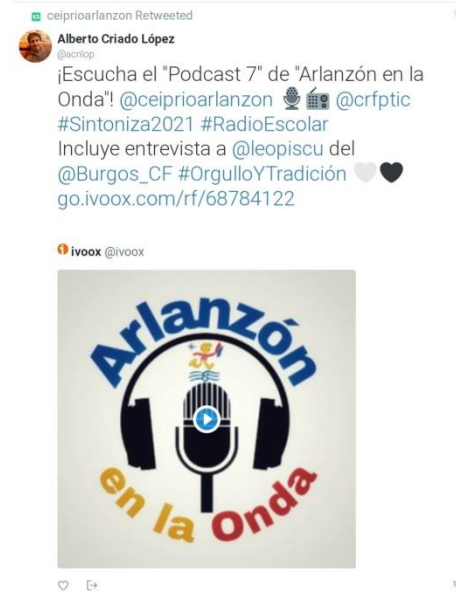 ceiprioarlanzon Retweeted
Alberto Criado López
@acrilop
¡Escucha el "Podcast 7" de "Arlanzón en la
Onda"! @ceiprioarlanzon 🎙📻 @crfptic
#Sintoniza2021 #RadioEscolar
Incluye entrevista a @leopiscu del
@Burgos_CF #OrgulloYTradición 🤍🖤
go.ivoox.com/rf/68784122
ivoox @ivoox
Arlanzón
en la Onda